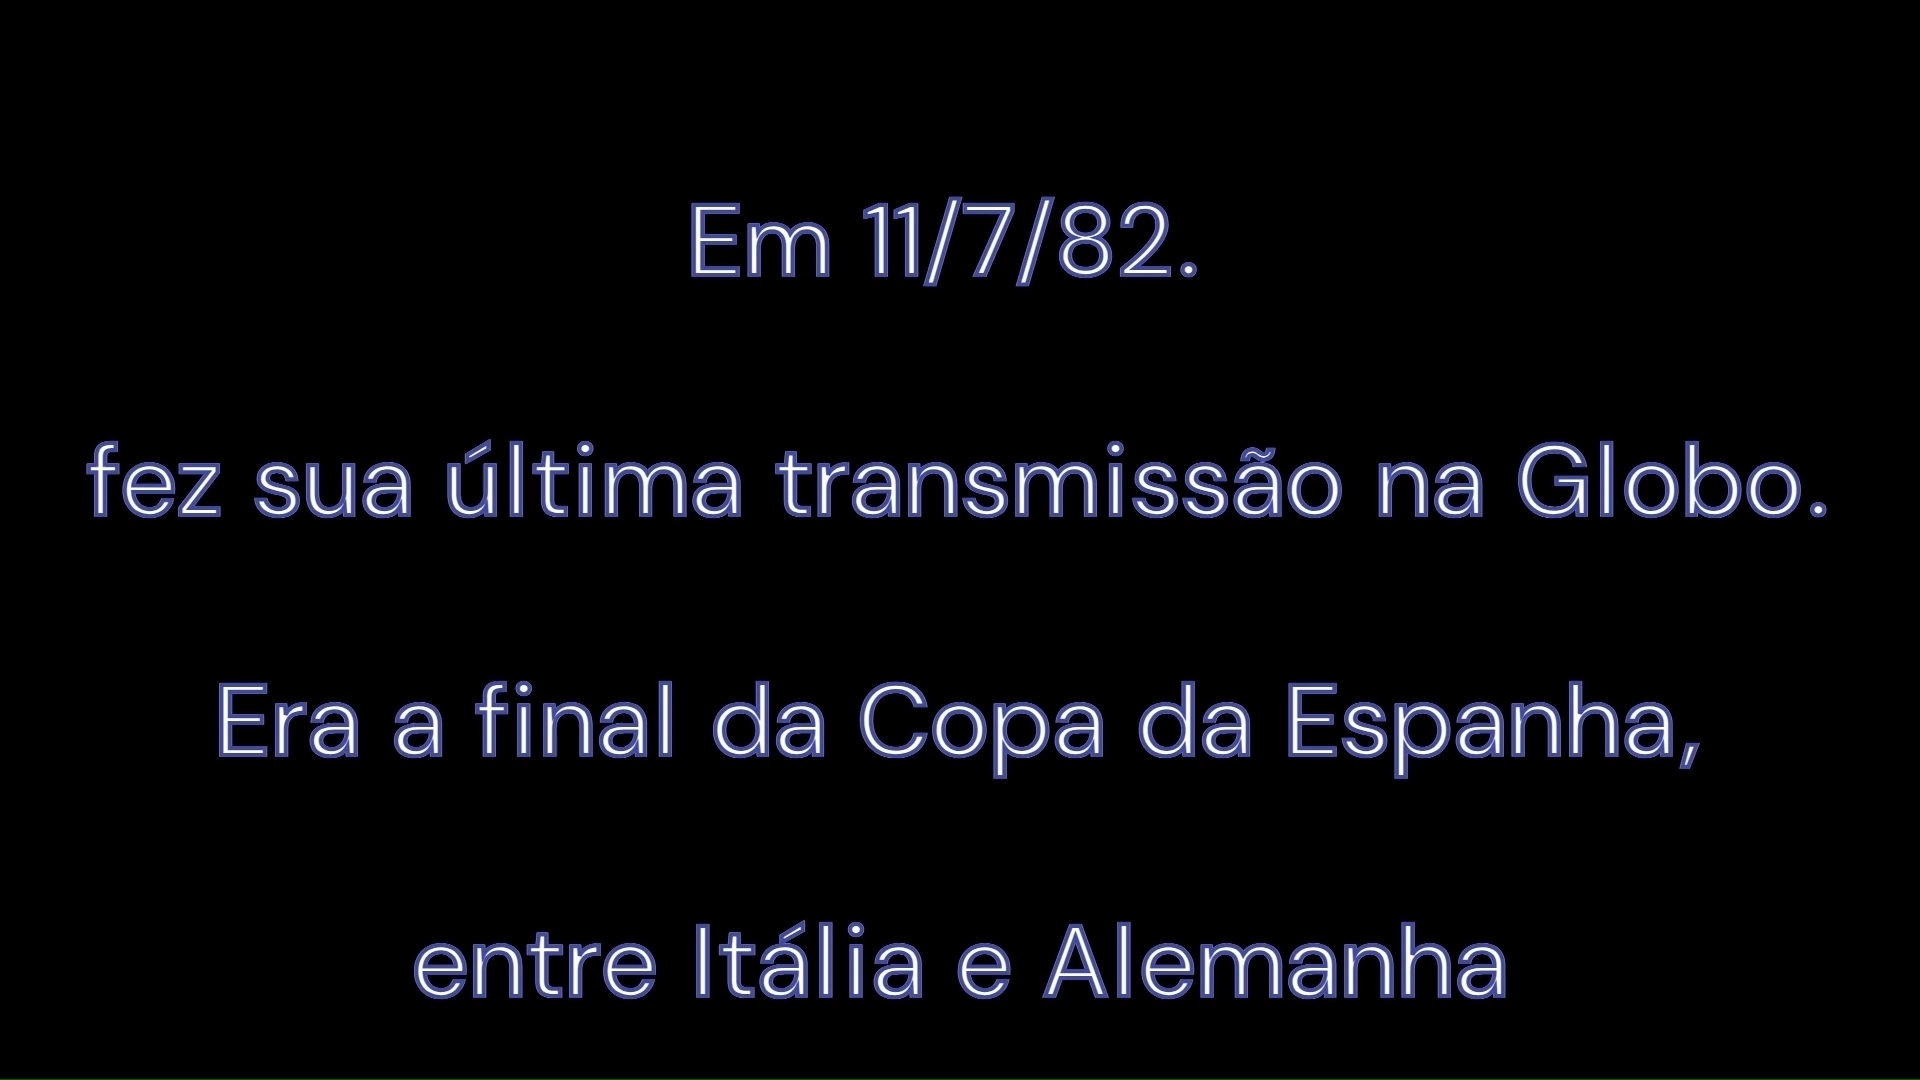 Em 11/7/82.
fez sua última transmissão na Globo.
Era a final da Copa da Espanha,
entre Itália e Alemanha